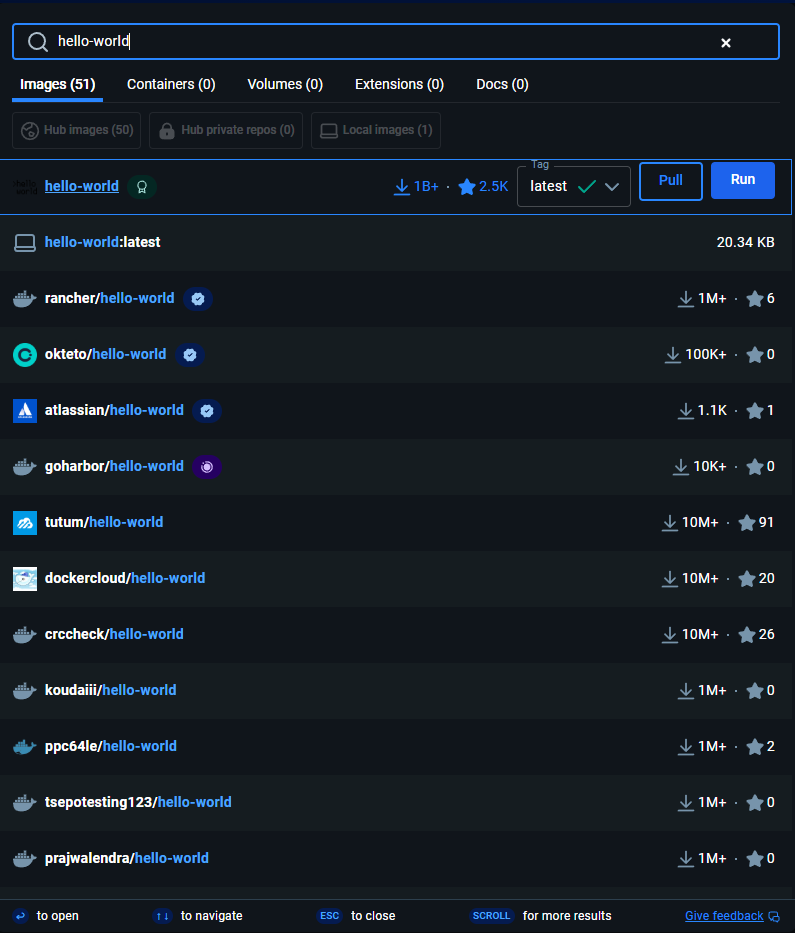 hello-world
Images (51) Containers (0) Volumes (0) Extensions (0) Docs (0)
Hub images (50) Hub private repos (0) Local images (1)
Tag
hello-world 1B+ · 2.5K latest Pull Run
hello-world:latest 20.34 KB
rancher/hello-world 1M+ · 6
okteto/hello-world 100K+ · 0
atlassian/hello-world 1.1K · 1
goharbor/hello-world 10K+ · 0
tutum/hello-world 10M+ · 91
dockercloud/hello-world 10M+ · 20
crccheck/hello-world 10M+ · 26
koudaiii/hello-world 1M+ · 0
ppc64le/hello-world 1M+ · 2
tsepotesting123/hello-world 1M+ · 0
prajwalendra/hello-world 1M+ · 0
↩ to open ↑↓ to navigate ESC to close SCROLL for more results Give feedback